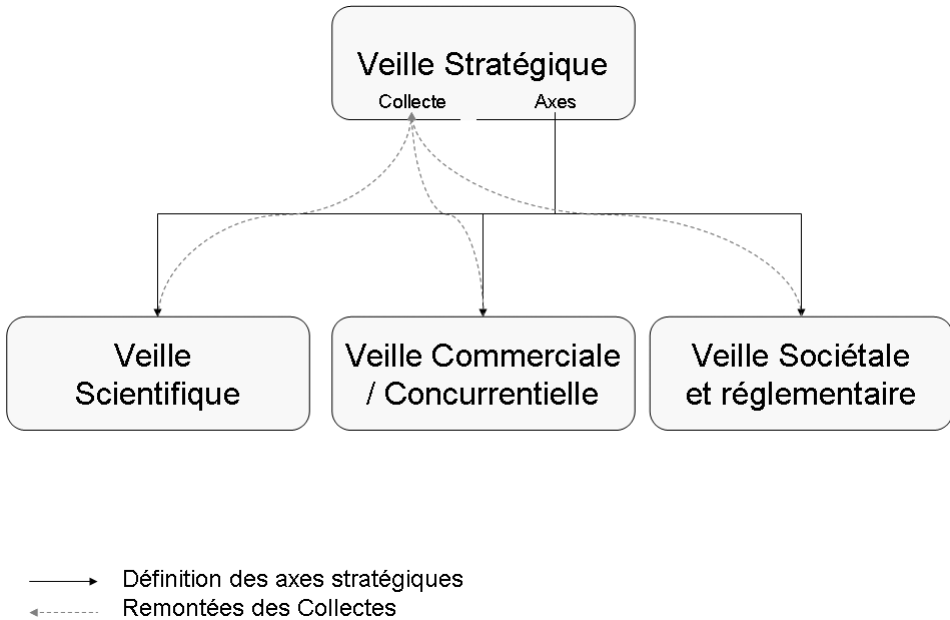 Veille Stratégique
Collecte Axes
Veille
Scientifique
Veille Commerciale
/ Concurrentielle
Veille Sociétale
et réglementaire
Définition des axes stratégiques
Remontées des Collectes